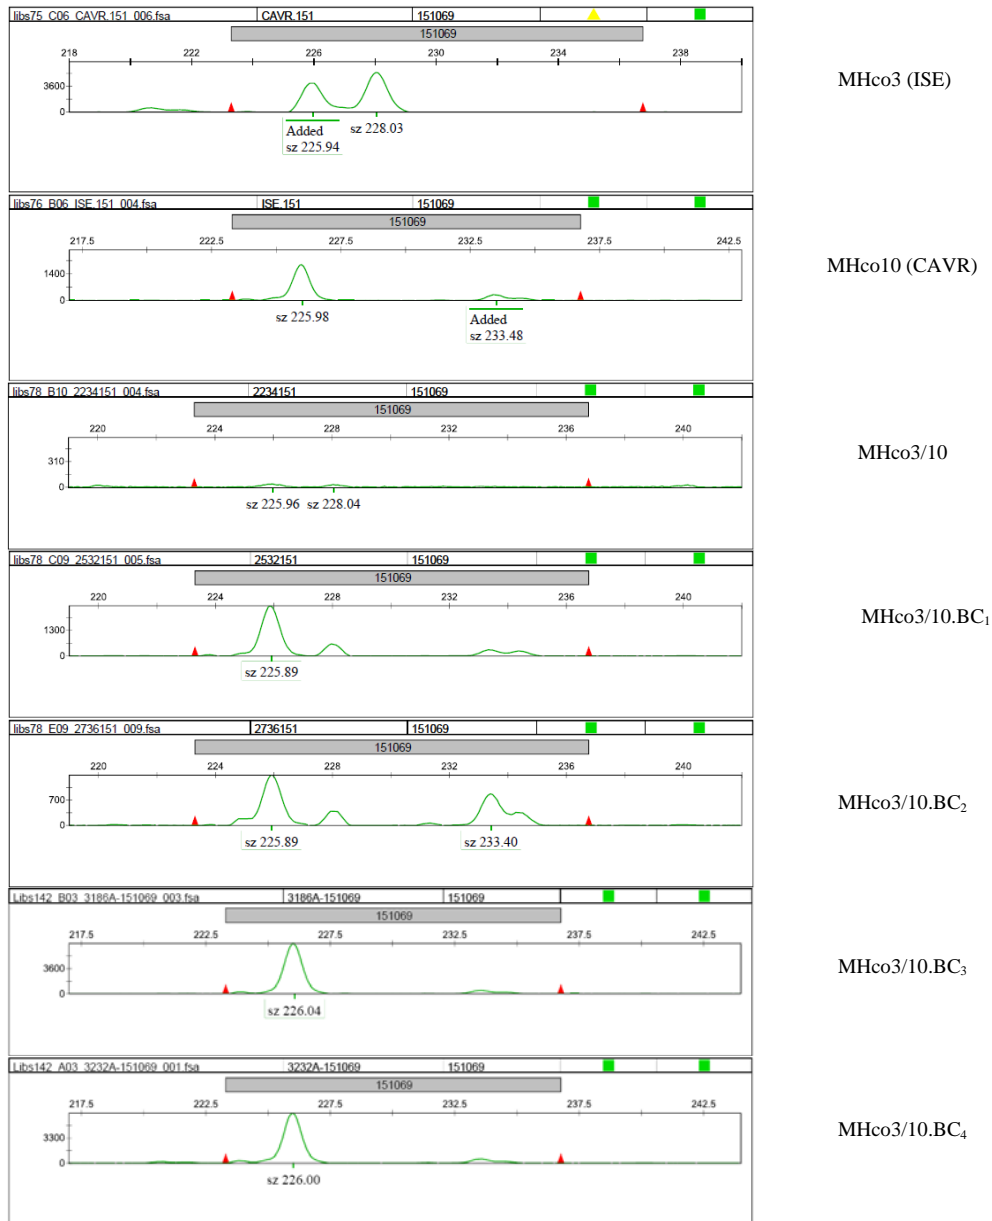 libs75_C06_CAVR.151_006.fsa CAVR.151 151069
151069
218 222 226 230 234 238
3600
0
Added
sz 225.94
sz 228.03
MHco3 (ISE)
libs76_B06_ISE.151_004.fsa ISE.151 151069
151069
217.5 222.5 227.5 232.5 237.5 242.5
1400
0
sz 225.98
Added
sz 233.48
MHco10 (CAVR)
libs78_B10_2234151_004.fsa 2234151 151069
151069
220 224 228 232 236 240
310
0
sz 225.96 sz 228.04
MHco3/10
libs78_C09_2532151_005.fsa 2532151 151069
151069
220 224 228 232 236 240
1300
0
sz 225.89
MHco3/10.BC₁
libs78_E09_2736151_009.fsa 2736151 151069
151069
220 224 228 232 236 240
700
0
sz 225.89 sz 233.40
MHco3/10.BC₂
Libs142_B03_3186A-151069_003.fsa 3186A-151069 151069
151069
217.5 222.5 227.5 232.5 237.5 242.5
3600
0
sz 226.04
MHco3/10.BC₃
Libs142_A03_3232A-151069_001.fsa 3232A-151069 151069
151069
217.5 222.5 227.5 232.5 237.5 242.5
3300
0
sz 226.00
MHco3/10.BC₄